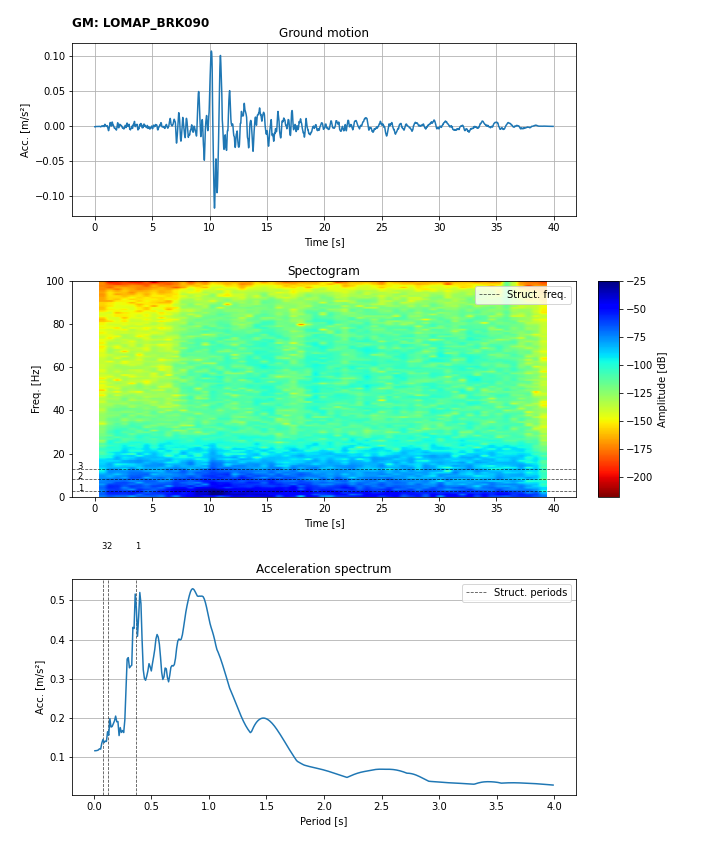 GM: LOMAP_BRK090
Ground motion
0.10
0.05
0.00
−0.05
−0.10
Acc. [m/s²]
0 5 10 15 20 25 30 35 40
Time [s]
Spectogram
100
80
60
40
20
0
Freq. [Hz]
Struct. freq.
3
2
1
0 5 10 15 20 25 30 35 40
Time [s]
−25
−50
−75
−100
−125
−150
−175
−200
Amplitude [dB]
32 1
Acceleration spectrum
0.5
0.4
0.3
0.2
0.1
Acc. [m/s²]
Struct. periods
0.0 0.5 1.0 1.5 2.0 2.5 3.0 3.5 4.0
Period [s]